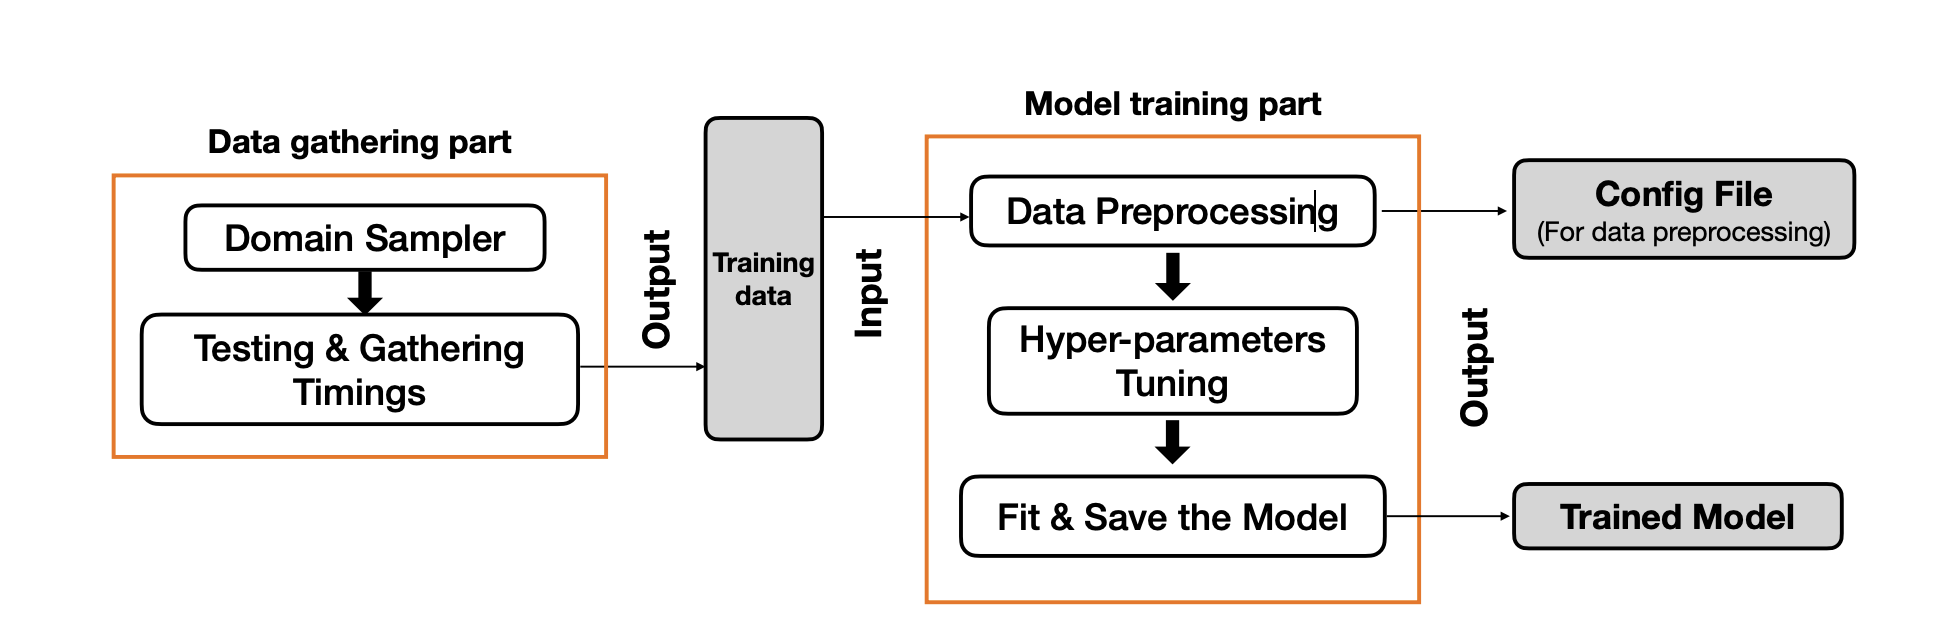 Data gathering part
Domain Sampler
Testing & Gathering
Timings
Output
Training
data
Input
Model training part
Data Preprocessing
Hyper-parameters
Tuning
Fit & Save the Model
Output
Config File
(For data preprocessing)
Trained Model